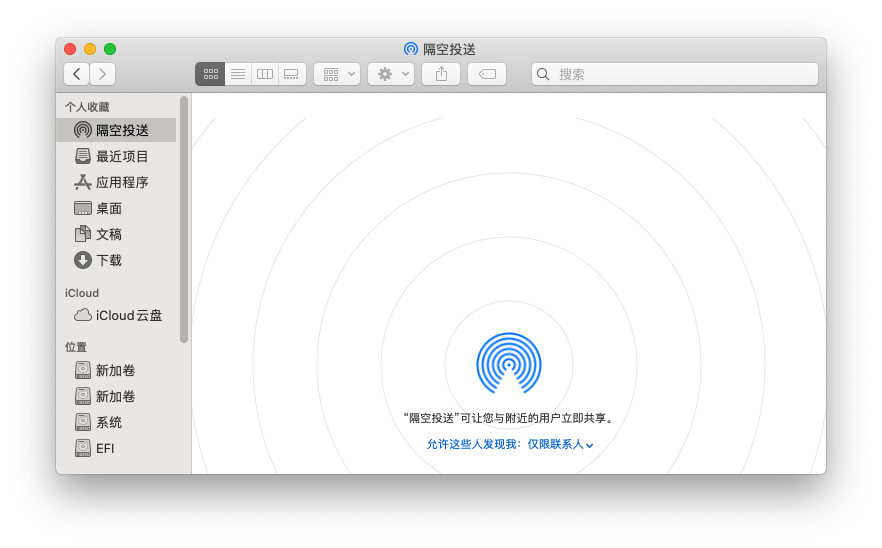 隔空投送
搜索
个人收藏
隔空投送
最近项目
应用程序
桌面
文稿
下载
iCloud
iCloud云盘
位置
新加卷
新加卷
系统
EFI
“隔空投送”可让您与附近的用户立即共享。
允许这些人发现我：仅限联系人